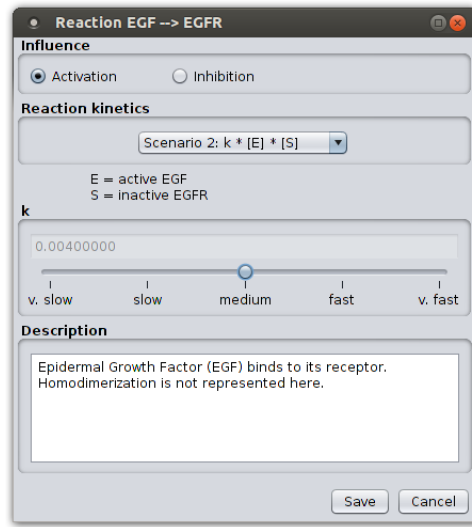 Reaction EGF --> EGFR
Influence
Activation Inhibition
Reaction kinetics
Scenario 2: k * [E] * [S]
E = active EGF
S = inactive EGFR
k
0.00400000
v. slow slow medium fast v. fast
Description
Epidermal Growth Factor (EGF) binds to its receptor.
Homodimerization is not represented here.
Save Cancel